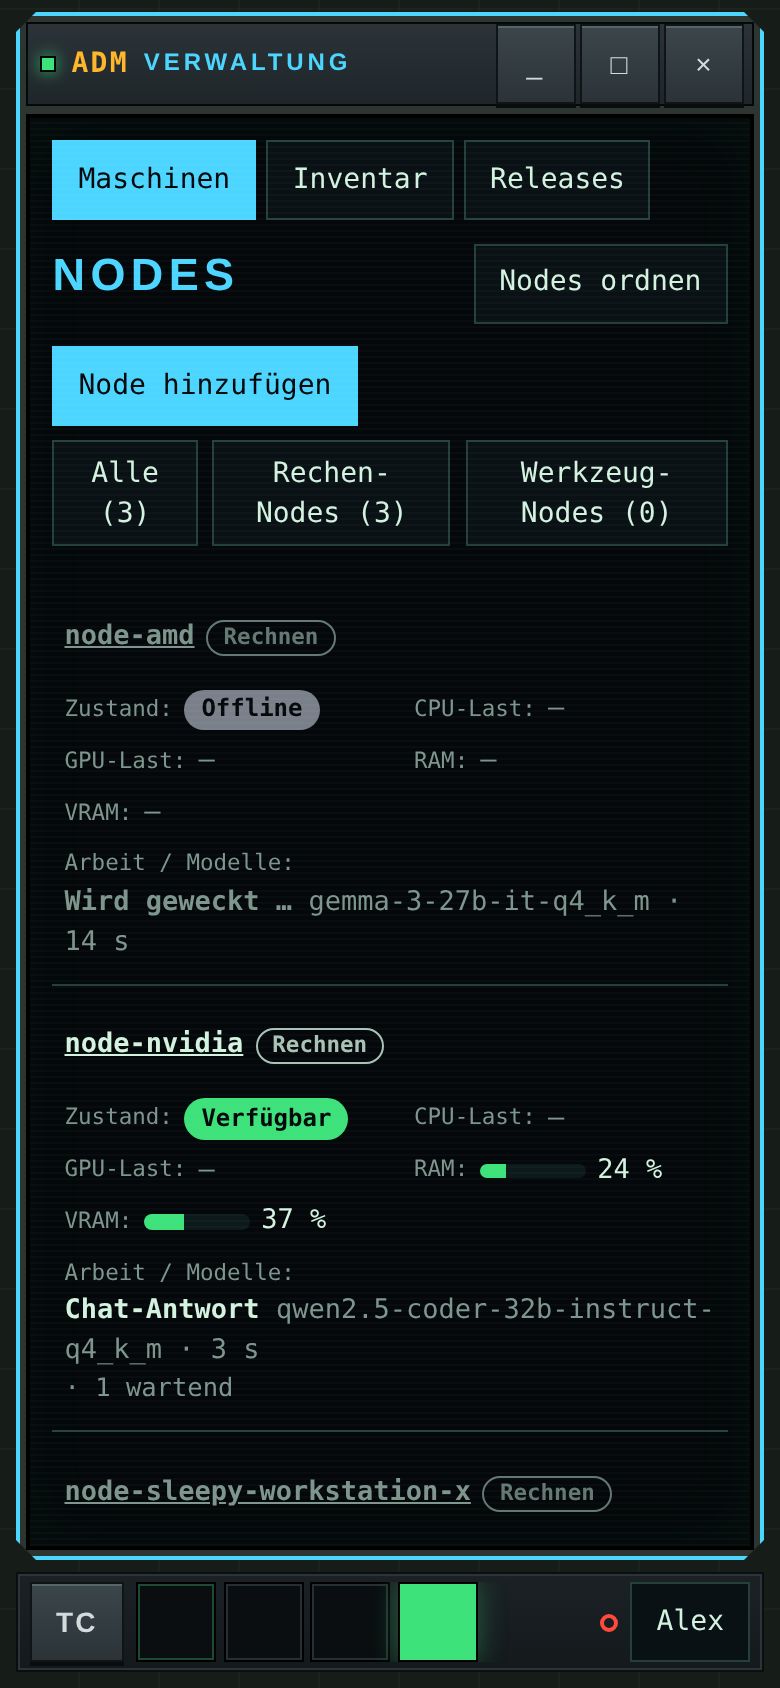 ADM VERWALTUNG _ □ ×
Maschinen Inventar Releases
NODES Nodes ordnen
Node hinzufügen
Alle (3)
Rechen-Nodes (3)
Werkzeug-Nodes (0)
node-amd Rechnen
Zustand: Offline CPU-Last: —
GPU-Last: — RAM: —
VRAM: —
Arbeit / Modelle:
Wird geweckt … gemma-3-27b-it-q4_k_m ·
14 s
node-nvidia Rechnen
Zustand: Verfügbar CPU-Last: —
GPU-Last: — RAM: 24 %
VRAM: 37 %
Arbeit / Modelle:
Chat-Antwort qwen2.5-coder-32b-instruct-
q4_k_m · 3 s
· 1 wartend
node-sleepy-workstation-x Rechnen
TC Alex